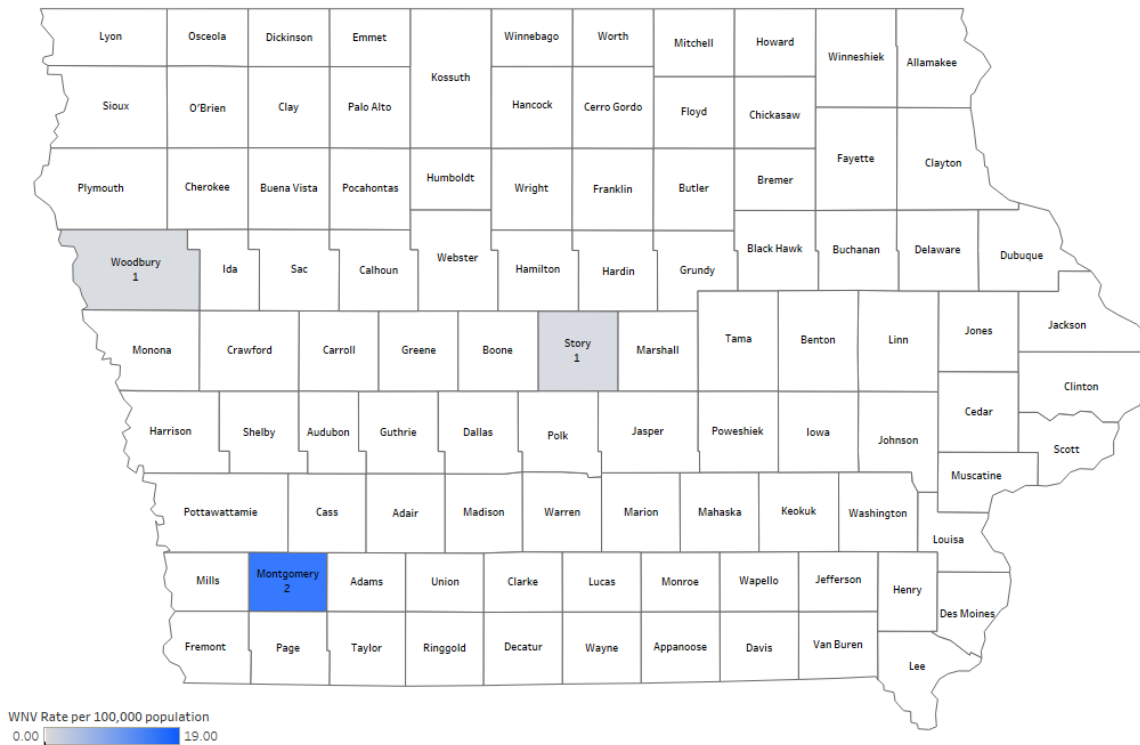 Lyon
Osceola
Dickinson
Emmet
Kossuth
Winnebago
Worth
Mitchell
Howard
Winneshiek
Allamakee
Sioux
O'Brien
Clay
Palo Alto
Hancock
Cerro Gordo
Floyd
Chickasaw
Fayette
Clayton
Plymouth
Cherokee
Buena Vista
Pocahontas
Humboldt
Wright
Franklin
Butler
Bremer
Woodbury
1
Ida
Sac
Calhoun
Webster
Hamilton
Hardin
Grundy
Black Hawk
Buchanan
Delaware
Dubuque
Monona
Crawford
Carroll
Greene
Boone
Story
1
Marshall
Tama
Benton
Linn
Jones
Jackson
Clinton
Harrison
Shelby
Audubon
Guthrie
Dallas
Polk
Jasper
Poweshiek
Iowa
Johnson
Cedar
Scott
Muscatine
Pottawattamie
Cass
Adair
Madison
Warren
Marion
Mahaska
Keokuk
Washington
Louisa
Mills
Montgomery
2
Adams
Union
Clarke
Lucas
Monroe
Wapello
Jefferson
Henry
Des Moines
Fremont
Page
Taylor
Ringgold
Decatur
Wayne
Appanoose
Davis
Van Buren
Lee
WNV Rate per 100,000 population
0.00 19.00